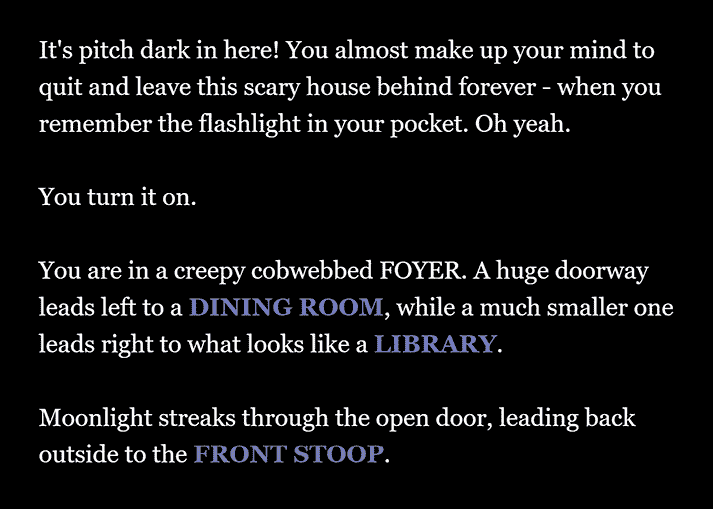 It's pitch dark in here! You almost make up your mind to
quit and leave this scary house behind forever - when you
remember the flashlight in your pocket. Oh yeah.
You turn it on.
You are in a creepy cobwebbed FOYER. A huge doorway
leads left to a DINING ROOM, while a much smaller one
leads right to what looks like a LIBRARY.
Moonlight streaks through the open door, leading back
outside to the FRONT STOOP.